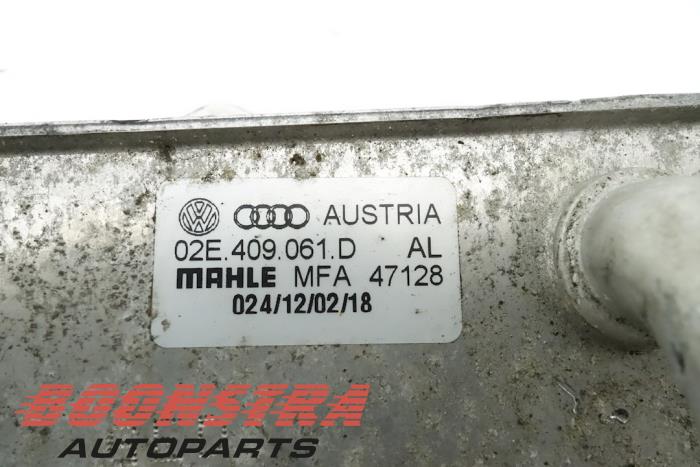 AUSTRIA
02E.409.061.D AL
MAHLE MFA 47128
024/12/02/18
BOONSTRA
AUTOPARTS